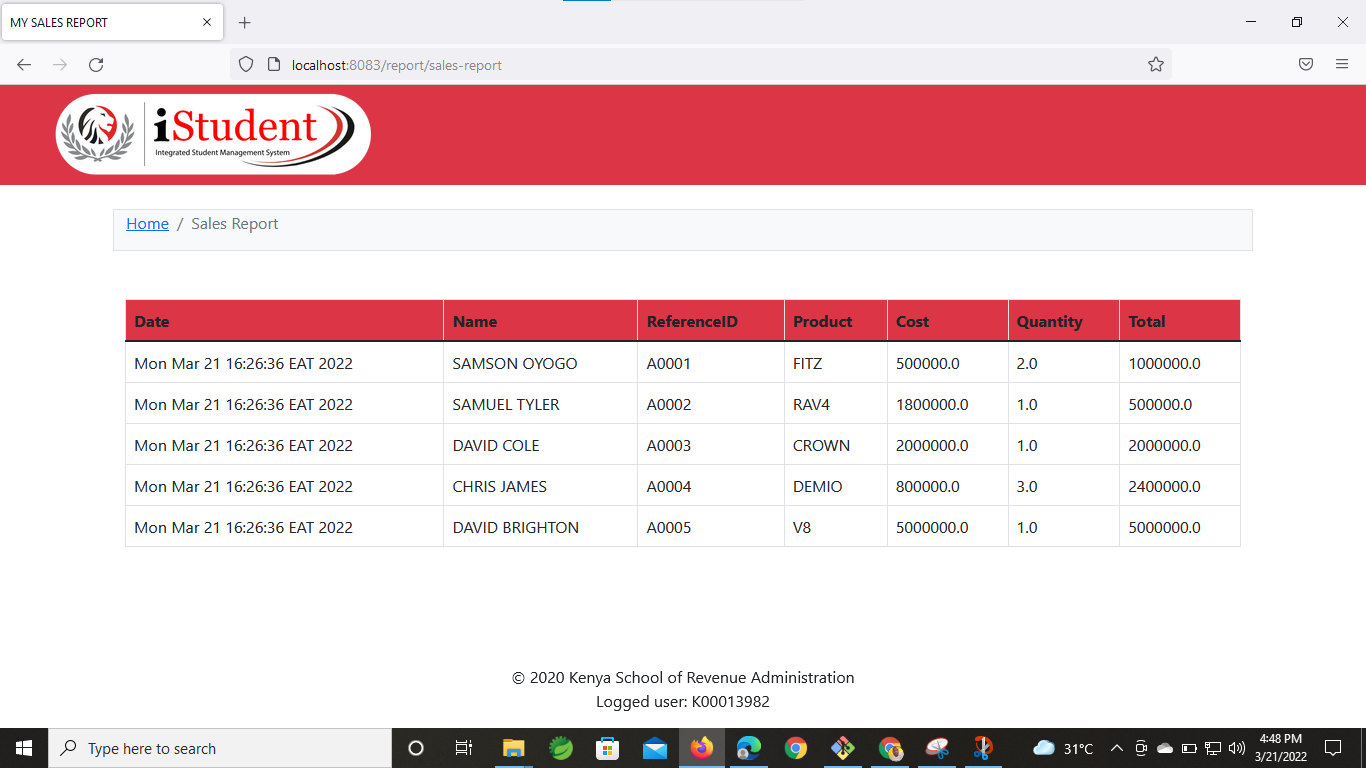 MY SALES REPORT
localhost:8083/report/sales-report
iStudent
Integrated Student Management System
Home / Sales Report
Date Name ReferenceID Product Cost Quantity Total
Mon Mar 21 16:26:36 EAT 2022 SAMSON OYOGO A0001 FITZ 500000.0 2.0 1000000.0
Mon Mar 21 16:26:36 EAT 2022 SAMUEL TYLER A0002 RAV4 1800000.0 1.0 500000.0
Mon Mar 21 16:26:36 EAT 2022 DAVID COLE A0003 CROWN 2000000.0 1.0 2000000.0
Mon Mar 21 16:26:36 EAT 2022 CHRIS JAMES A0004 DEMIO 800000.0 3.0 2400000.0
Mon Mar 21 16:26:36 EAT 2022 DAVID BRIGHTON A0005 V8 5000000.0 1.0 5000000.0
© 2020 Kenya School of Revenue Administration
Logged user: K00013982
Type here to search
31°C
4:48 PM
3/21/2022